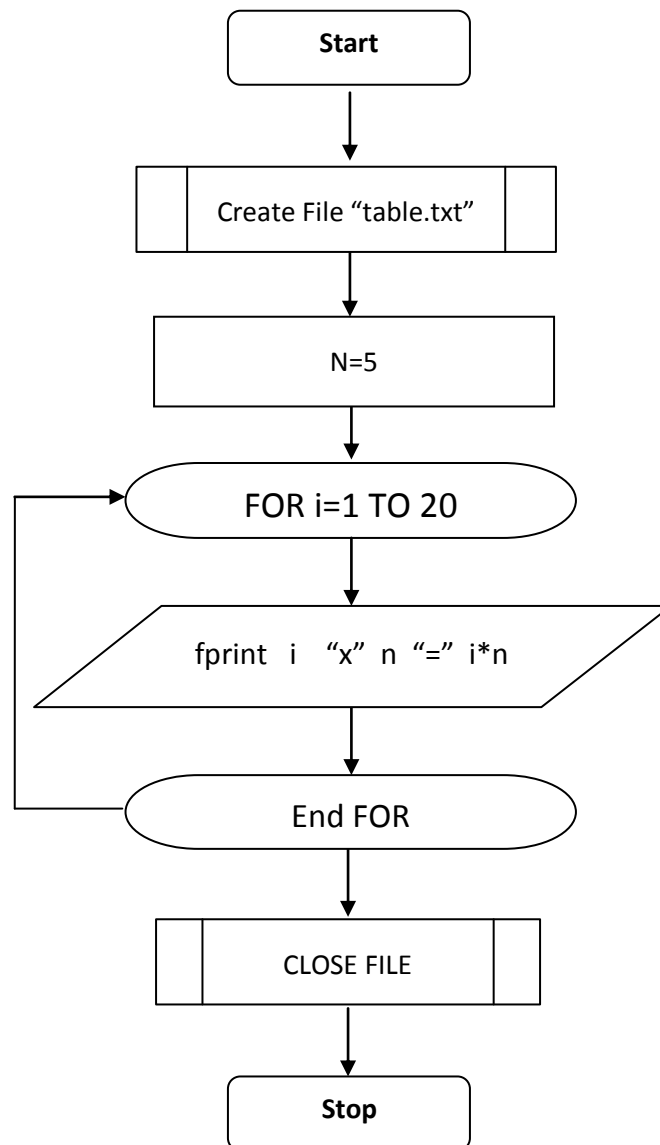 Start
Create File “table.txt”
N=5
FOR i=1 TO 20
fprint i “x” n “=” i*n
End FOR
CLOSE FILE
Stop